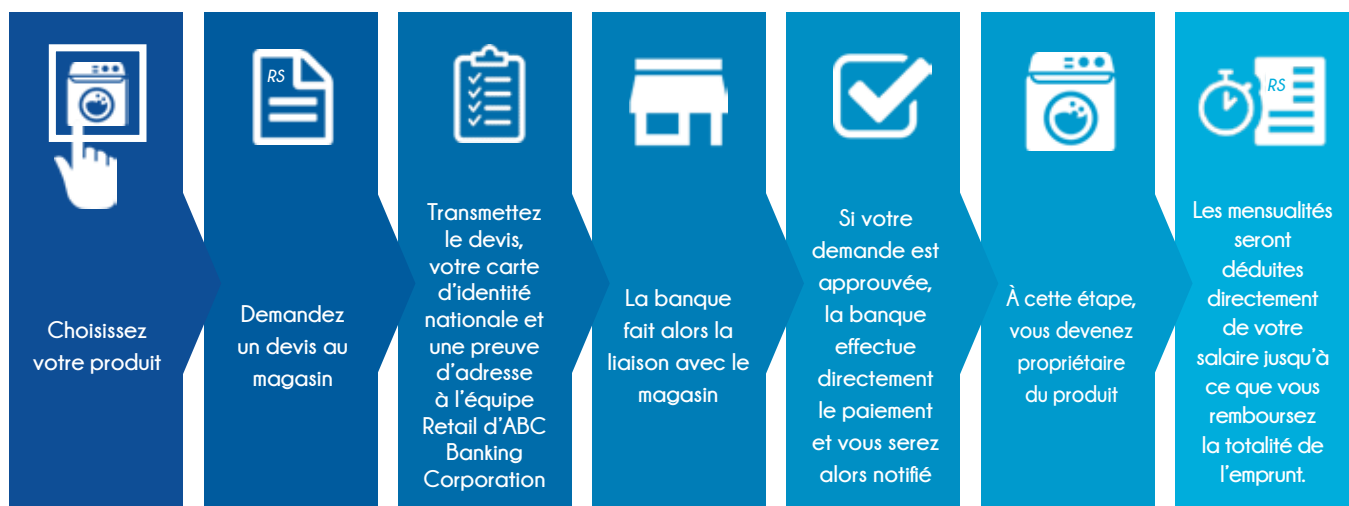 Choisissez
votre produit
RS
Demandez
un devis au
magasin
Transmettez
le devis,
votre carte
d'identité
nationale et
une preuve
d'adresse
à l'équipe
Retail d'ABC
Banking
Corporation
La banque
fait alors la
liaison avec le
magasin
Si votre
demande est
approuvée,
la banque
effectue
directement
le paiement
et vous serez
alors notifié
À cette étape,
vous devenez
propriétaire
du produit
RS
Les mensualités
seront
déduites
directement
de votre
salaire jusqu'à
ce que vous
remboursez
la totalité de
l'emprunt.